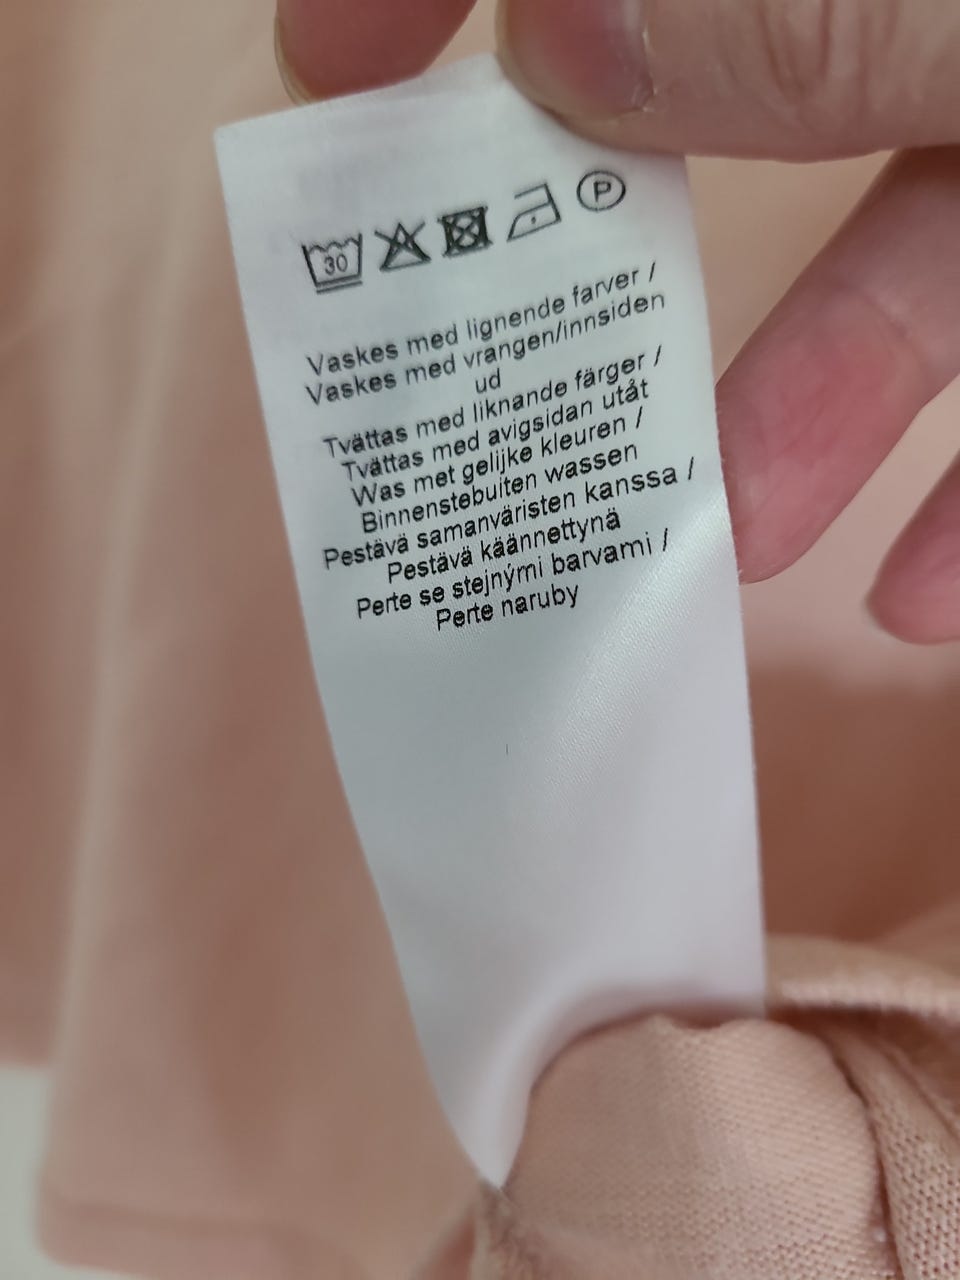 30 P
Vaskes med lignende farver /
Vaskes med vrangen/innsiden
ud
Tvättas med liknande färger /
Tvättas med avigsidan utåt
Was met gelijke kleuren /
Binnenstebuiten wassen
Pestävä samanväristen kanssa /
Pestävä käännettynä
Perte se stejnými barvami /
Perte naruby